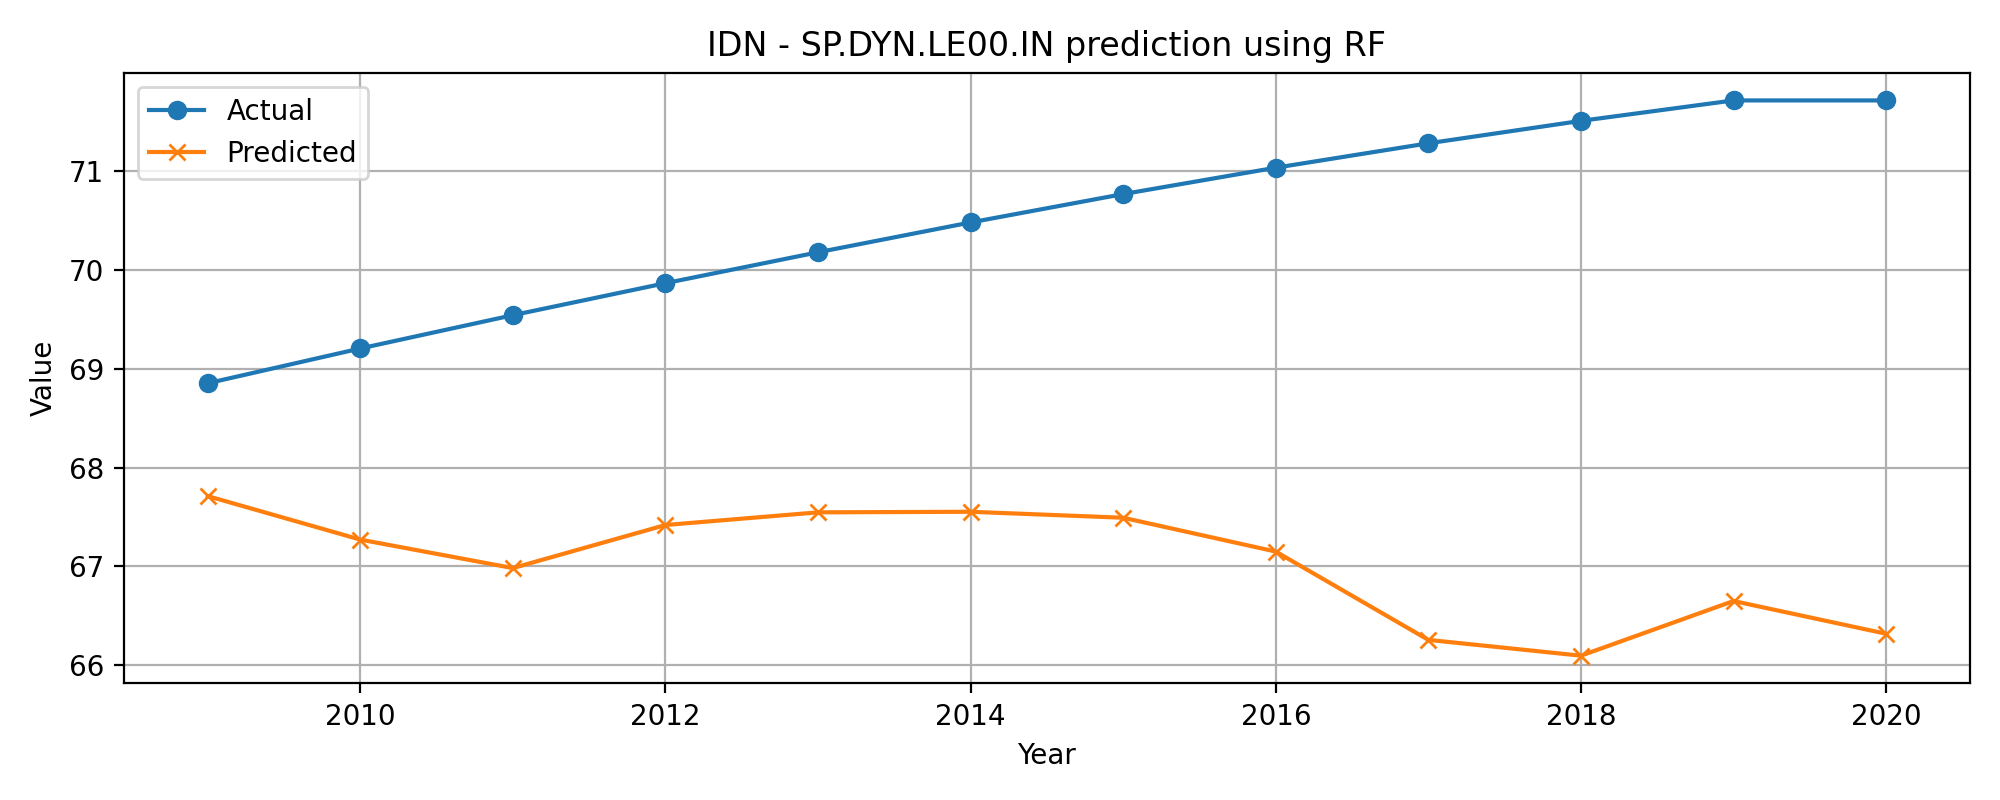 IDN - SP.DYN.LE00.IN prediction using RF
Actual
Predicted
71
70
69
68
67
66
Value
2010 2012 2014 2016 2018 2020
Year